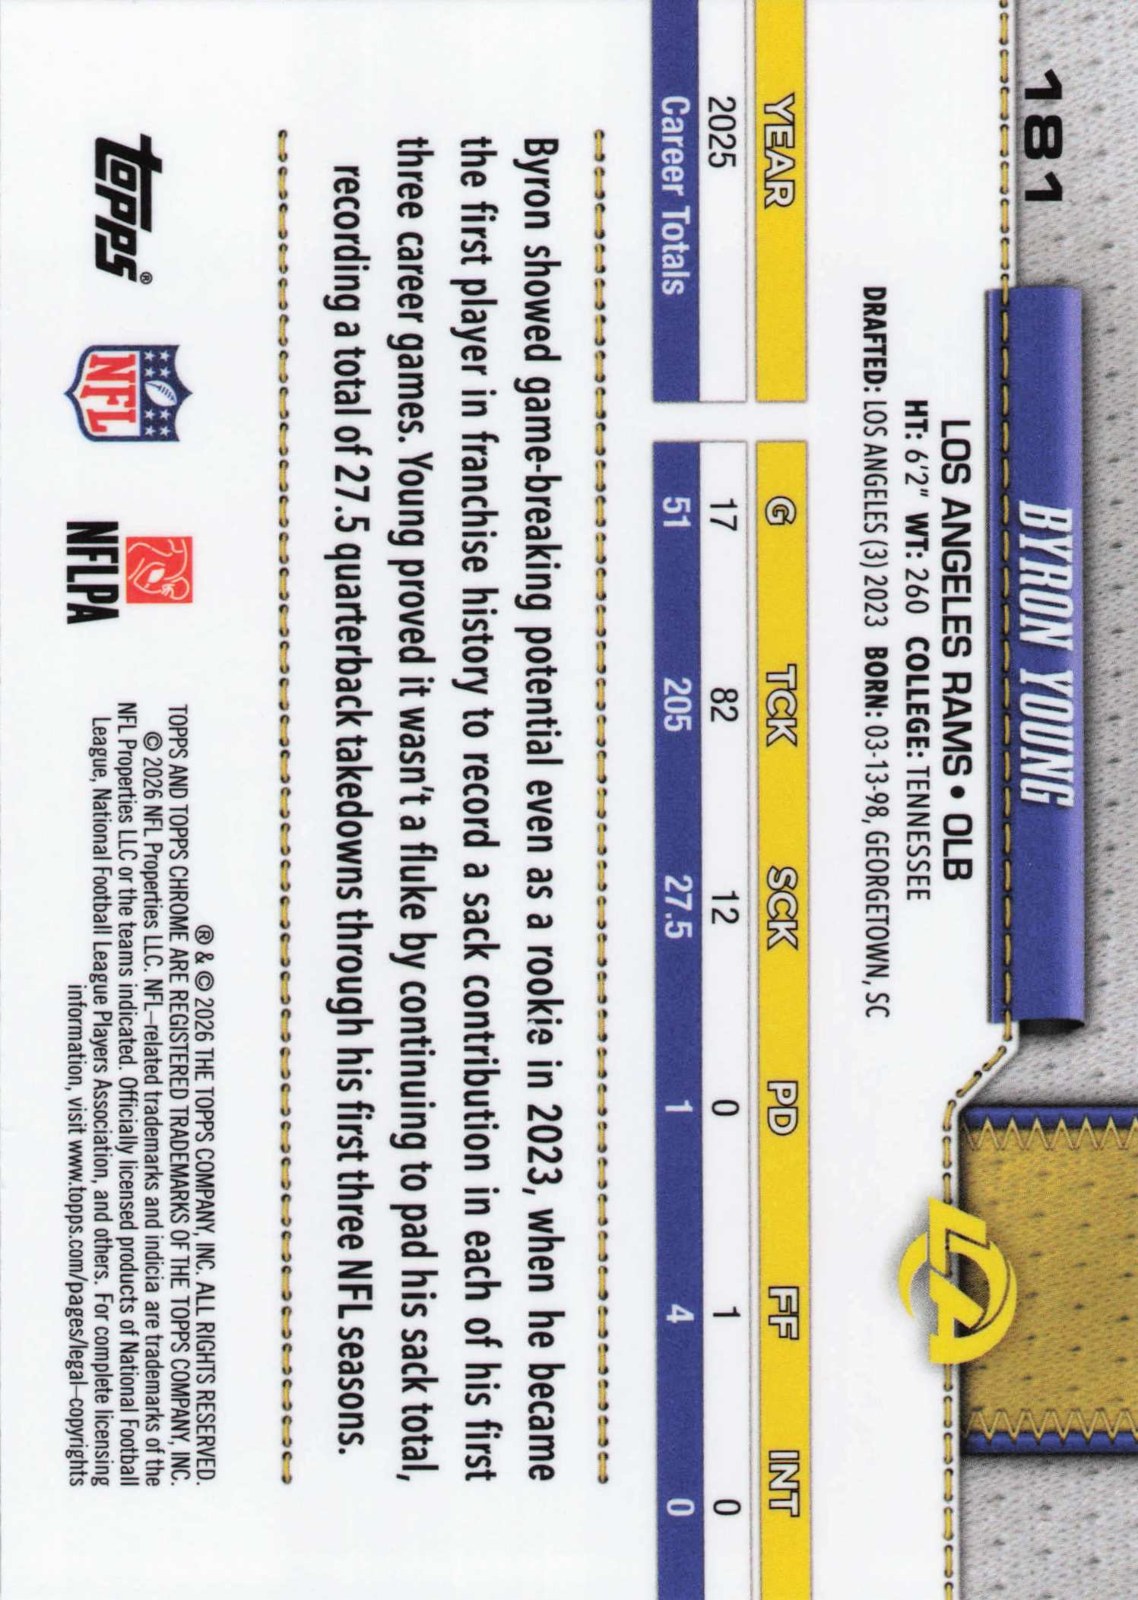 181
BYRON YOUNG
LOS ANGELES RAMS • OLB
HT: 6'2" WT: 260 COLLEGE: TENNESSEE
DRAFTED: LOS ANGELES (3) 2023 BORN: 03-13-98, GEORGETOWN, SC
LA
YEAR G TCK SCK PD FF INT
2025 17 82 12 0 1 0
Career Totals 51 205 27.5 1 4 0
Byron showed game-breaking potential even as a rookie in 2023, when he became
the first player in franchise history to record a sack contribution in each of his first
three career games. Young proved it wasn't a fluke by continuing to pad his sack total,
recording a total of 27.5 quarterback takedowns through his first three NFL seasons.
topps®
NFL
NFLPA
® & © 2026 THE TOPPS COMPANY, INC. ALL RIGHTS RESERVED.
TOPPS AND TOPPS CHROME ARE REGISTERED TRADEMARKS OF THE TOPPS COMPANY, INC.
© 2026 NFL Properties LLC. NFL-related trademarks and indicia are trademarks of the
NFL Properties LLC or the teams indicated. Officially licensed products of National Football
League, National Football League Players Association, and others. For complete licensing
information, visit www.topps.com/pages/legal-copyrights